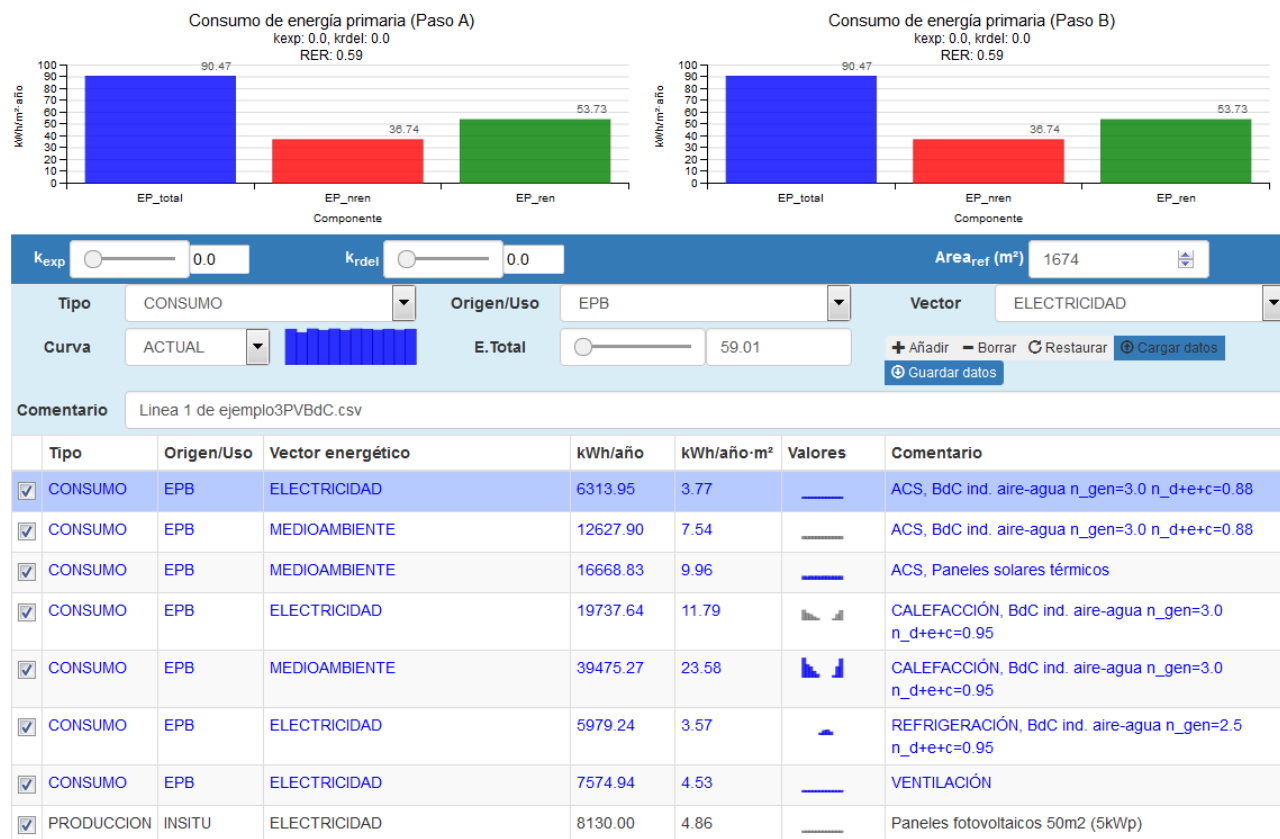 Consumo de energía primaria (Paso A)
kexp: 0.0, krdel: 0.0
RER: 0.59
kWh/m²·año
100
90
80
70
60
50
40
30
20
10
0
90.47
36.74
53.73
EP_total EP_nren EP_ren
Componente
Consumo de energía primaria (Paso B)
kexp: 0.0, krdel: 0.0
RER: 0.59
kWh/m²·año
100
90
80
70
60
50
40
30
20
10
0
90.47
36.74
53.73
EP_total EP_nren EP_ren
Componente
kexp 0.0 krdel 0.0 Arearef (m²) 1674
Tipo CONSUMO Origen/Uso EPB Vector ELECTRICIDAD
Curva ACTUAL E.Total 59.01 Añadir Borrar Restaurar Cargar datos
Guardar datos
Comentario Linea 1 de ejemplo3PVBdC.csv
Tipo Origen/Uso Vector energético kWh/año kWh/año·m² Valores Comentario
CONSUMO EPB ELECTRICIDAD 6313.95 3.77 ACS, BdC ind. aire-agua n_gen=3.0 n_d+e+c=0.88
CONSUMO EPB MEDIOAMBIENTE 12627.90 7.54 ACS, BdC ind. aire-agua n_gen=3.0 n_d+e+c=0.88
CONSUMO EPB MEDIOAMBIENTE 16668.83 9.96 ACS, Paneles solares térmicos
CONSUMO EPB ELECTRICIDAD 19737.64 11.79 CALEFACCIÓN, BdC ind. aire-agua n_gen=3.0
n_d+e+c=0.95
CONSUMO EPB MEDIOAMBIENTE 39475.27 23.58 CALEFACCIÓN, BdC ind. aire-agua n_gen=3.0
n_d+e+c=0.95
CONSUMO EPB ELECTRICIDAD 5979.24 3.57 REFRIGERACIÓN, BdC ind. aire-agua n_gen=2.5
n_d+e+c=0.95
CONSUMO EPB ELECTRICIDAD 7574.94 4.53 VENTILACIÓN
PRODUCCION INSITU ELECTRICIDAD 8130.00 4.86 Paneles fotovoltaicos 50m2 (5kWp)